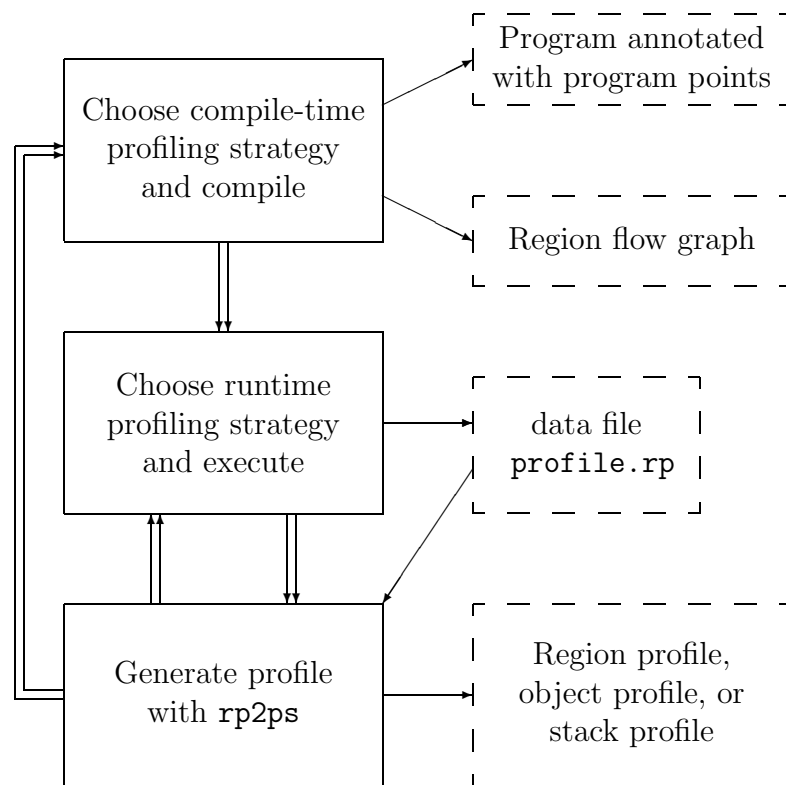 Program annotated
with program points
Choose compile-time
profiling strategy
and compile
Region flow graph
Choose runtime
profiling strategy
and execute
data file
profile.rp
Generate profile
with rp2ps
Region profile,
object profile, or
stack profile